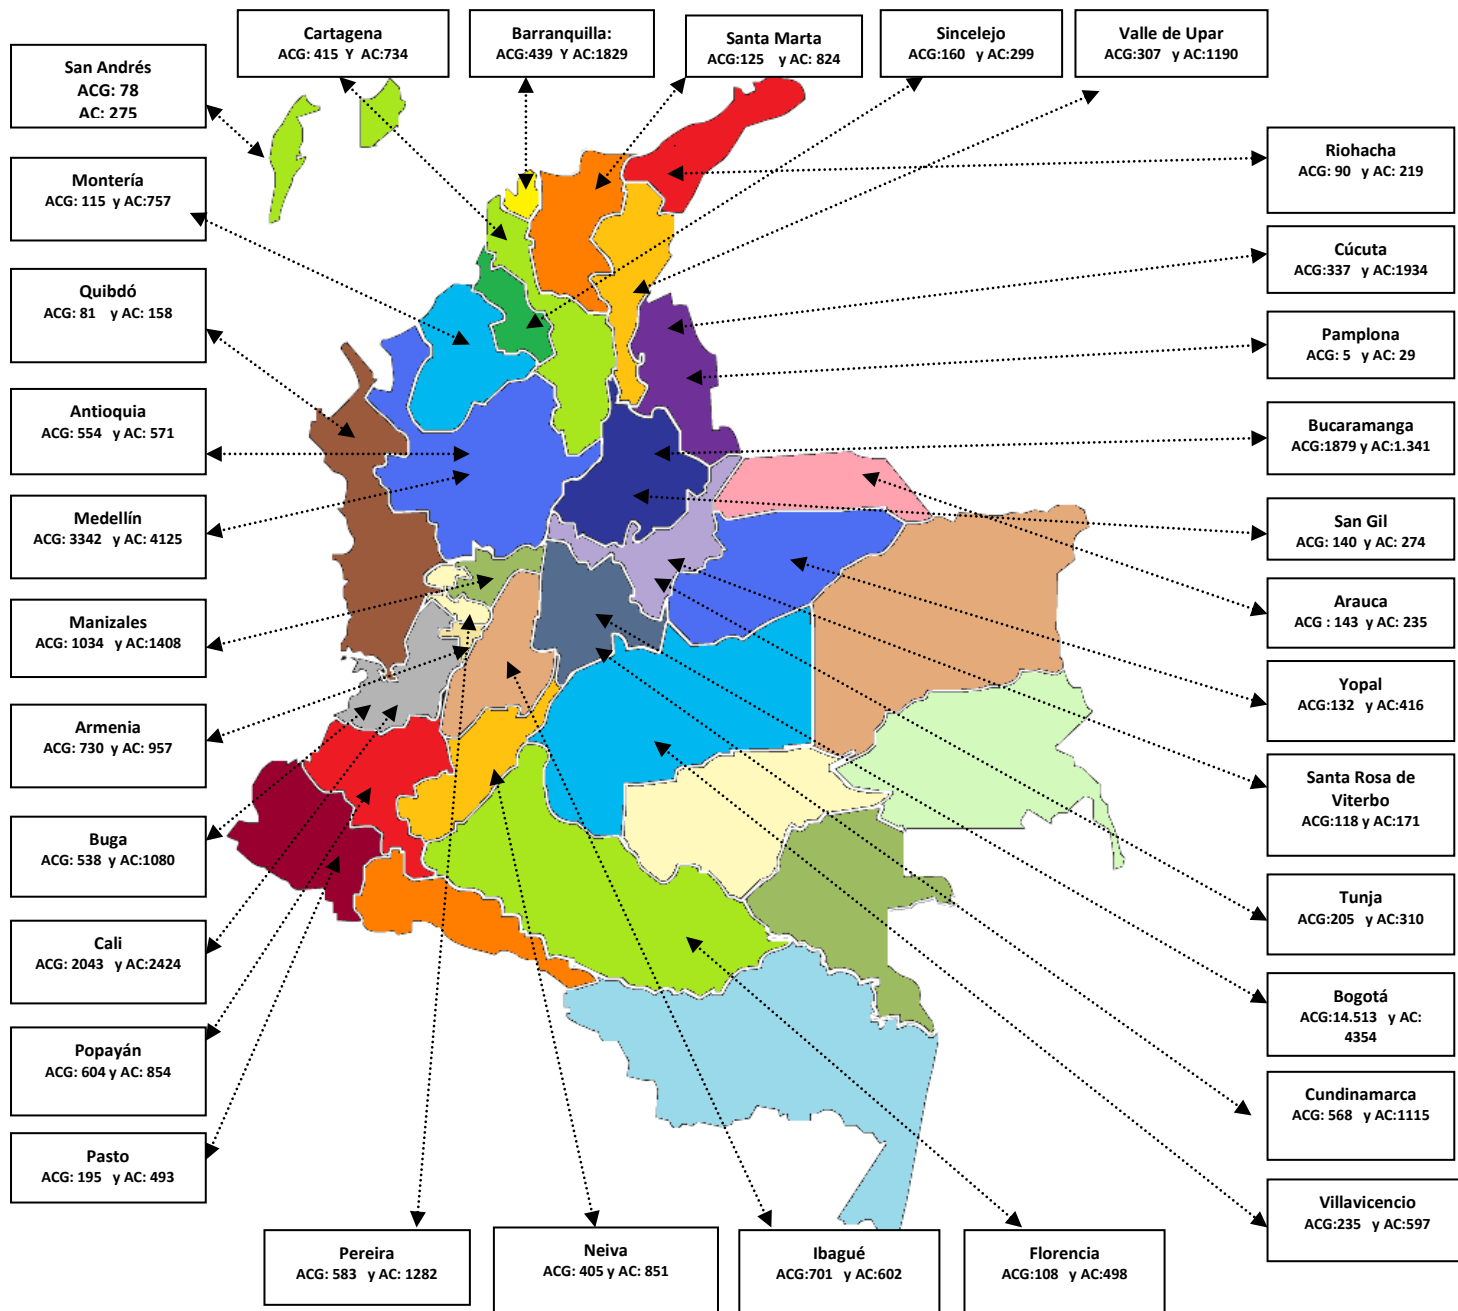 Cartagena
ACG: 415 Y AC:734
Barranquilla:
ACG:439 Y AC:1829
Santa Marta
ACG:125 y AC: 824
Sincelejo
ACG:160 y AC:299
Valle de Upar
ACG:307 y AC:1190
San Andrés
ACG: 78
AC: 275
Montería
ACG: 115 y AC:757
Quibdó
ACG: 81 y AC: 158
Antioquia
ACG: 554 y AC: 571
Medellín
ACG: 3342 y AC: 4125
Manizales
ACG: 1034 y AC:1408
Armenia
ACG: 730 y AC: 957
Buga
ACG: 538 y AC:1080
Cali
ACG: 2043 y AC:2424
Popayán
ACG: 604 y AC: 854
Pasto
ACG: 195 y AC: 493
Riohacha
ACG: 90 y AC: 219
Cúcuta
ACG:337 y AC:1934
Pamplona
ACG: 5 y AC: 29
Bucaramanga
ACG:1879 y AC:1.341
San Gil
ACG: 140 y AC: 274
Arauca
ACG : 143 y AC: 235
Yopal
ACG:132 y AC:416
Santa Rosa de
Viterbo
ACG:118 y AC:171
Tunja
ACG:205 y AC:310
Bogotá
ACG:14.513 y AC:
4354
Cundinamarca
ACG: 568 y AC:1115
Villavicencio
ACG:235 y AC:597
Pereira
ACG: 583 y AC: 1282
Neiva
ACG: 405 y AC: 851
Ibagué
ACG:701 y AC:602
Florencia
ACG:108 y AC:498